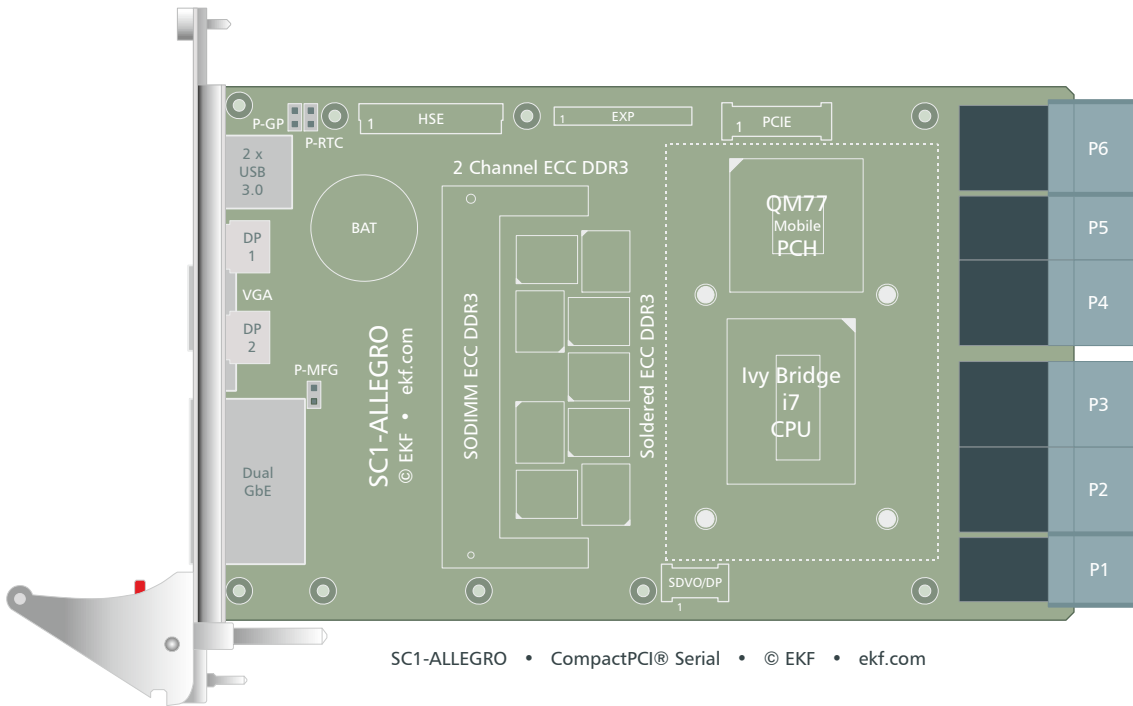 P-GP
P-RTC
1
HSE
1
EXP
1
PCIE
2 x
USB
3.0
2 Channel ECC DDR3
BAT
DP
1
VGA
DP
2
P-MFG
Dual
GbE
SC1-ALLEGRO
© EKF • ekf.com
SODIMM ECC DDR3
Soldered ECC DDR3
QM77
Mobile
PCH
Ivy Bridge
i7
CPU
SDVO/DP
1
P6
P5
P4
P3
P2
P1
SC1-ALLEGRO • CompactPCI® Serial • © EKF • ekf.com